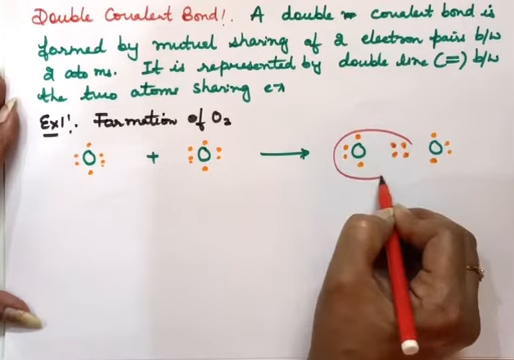 Double Covalent Bond!. A double covalent bond is
formed by mutual sharing of 2 electron pairs b/w
2 atoms. It is represented by double line (=) b/w
the two atoms sharing e⁻s
Ex1:. Formation of O₂
O + O → O O